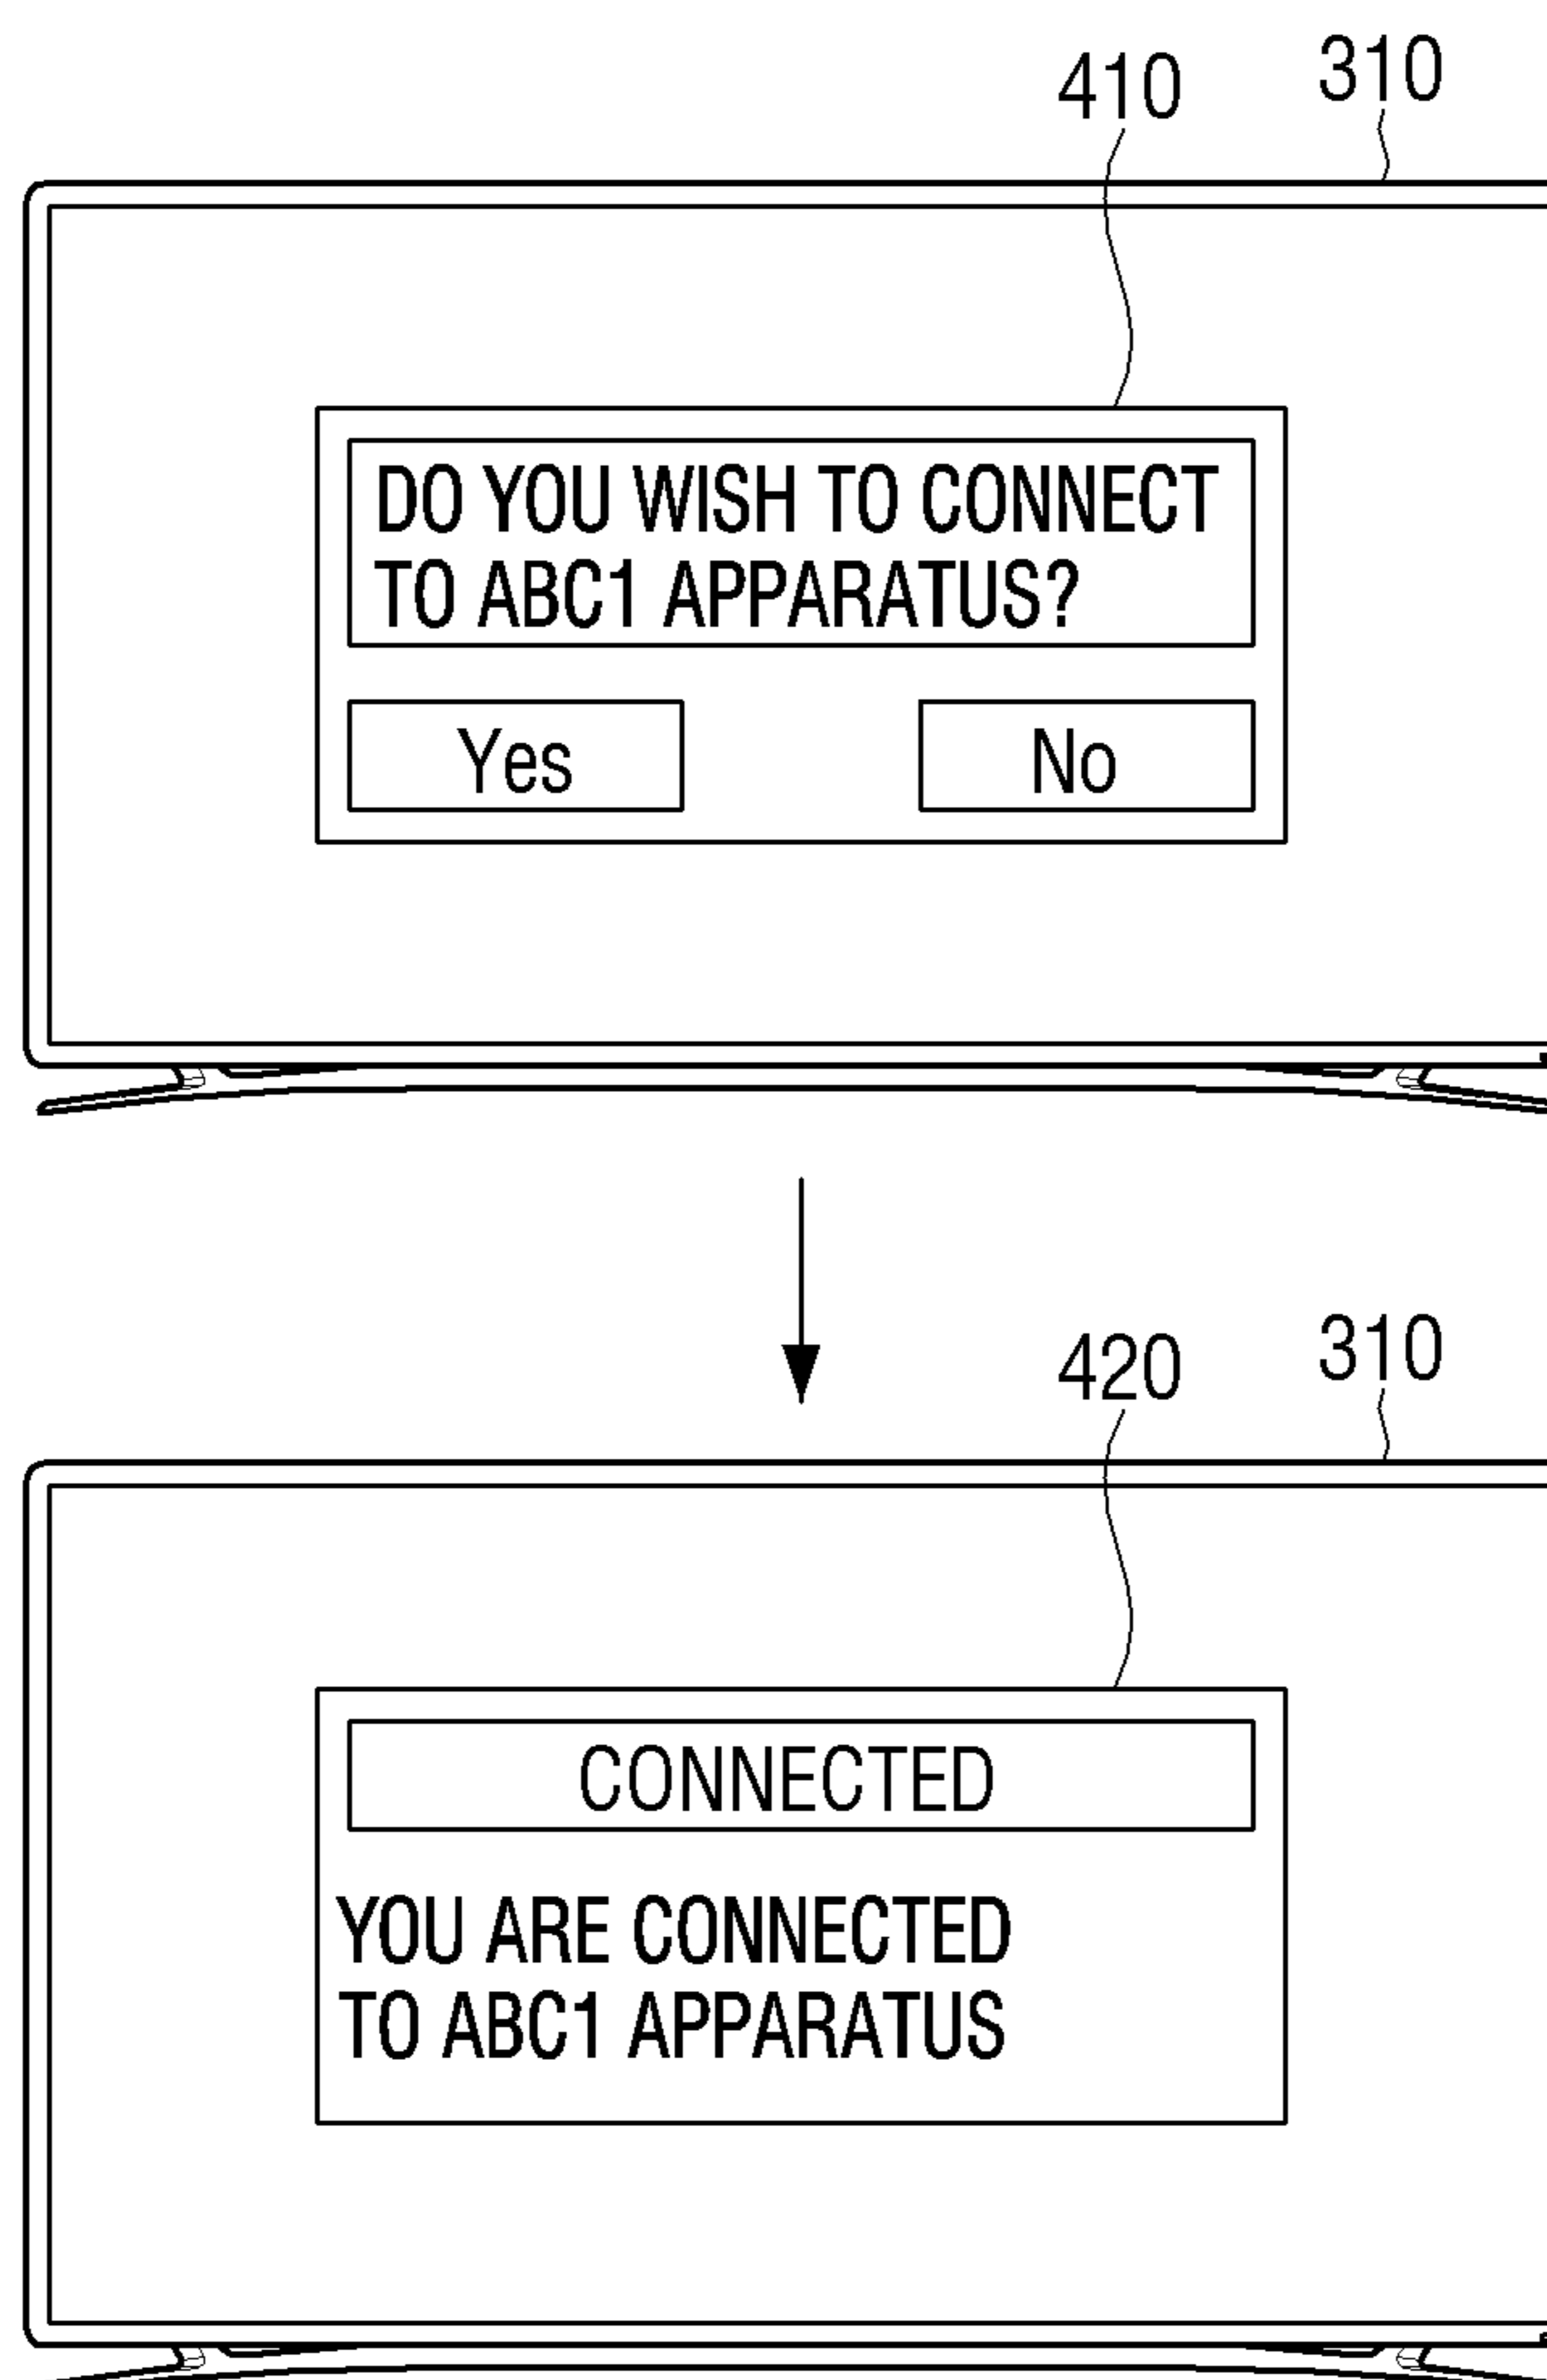 410 310
DO YOU WISH TO CONNECT
TO ABC1 APPARATUS?
Yes No
420 310
CONNECTED
YOU ARE CONNECTED
TO ABC1 APPARATUS